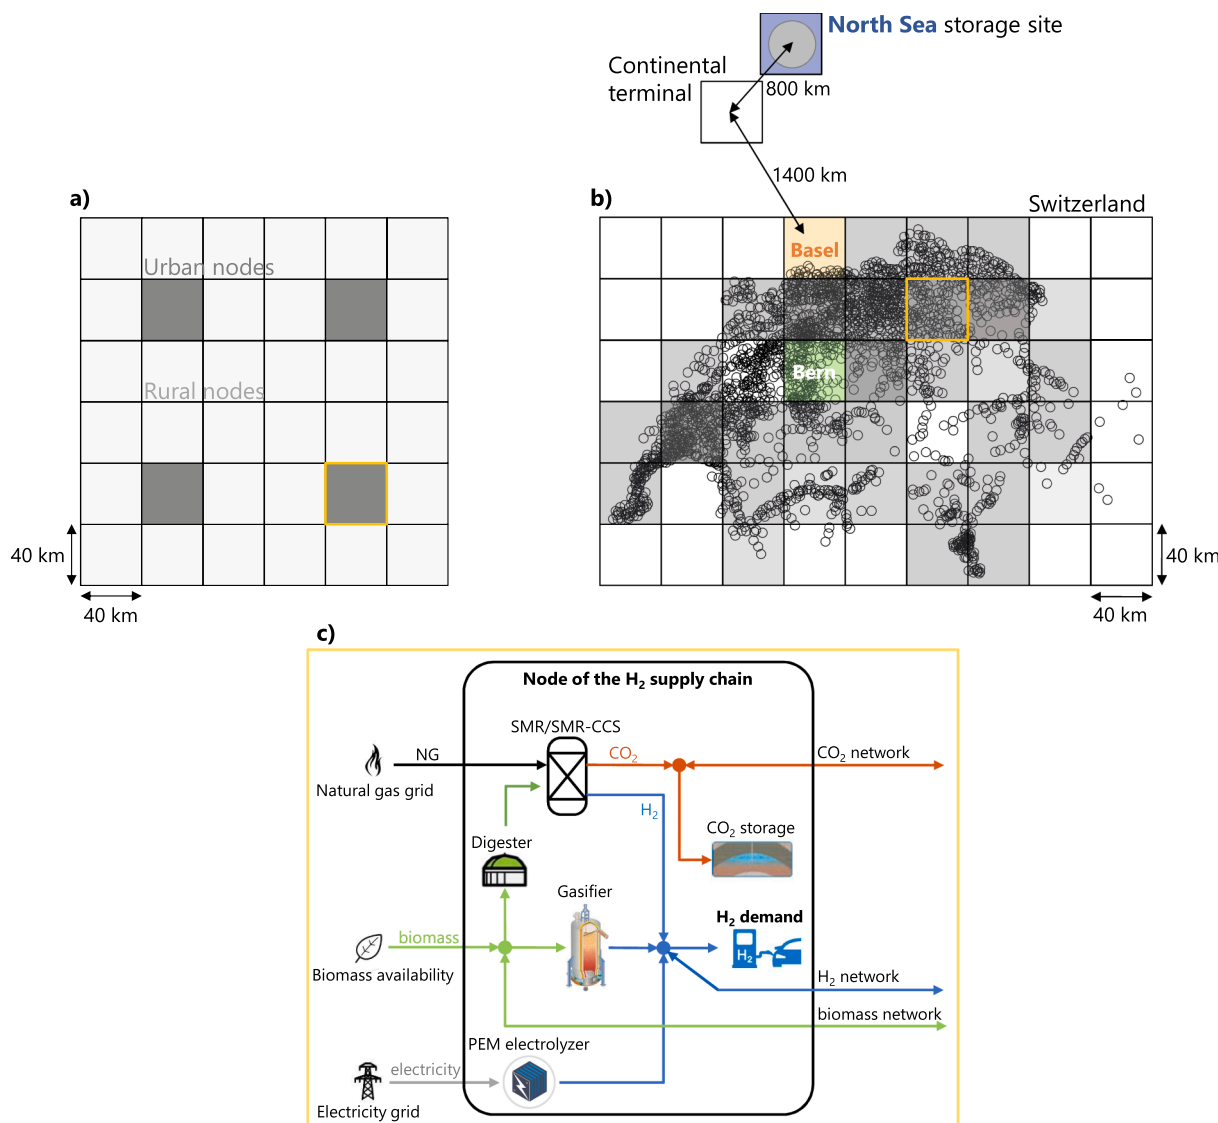 North Sea storage site
Continental
terminal
800 km
1400 km
a)
b)
Switzerland
Urban nodes
Basel
Rural nodes
Bern
40 km
40 km
40 km
40 km
c)
Node of the H₂ supply chain
SMR/SMR-CCS
NG
CO₂
CO₂ network
Natural gas grid
H₂
CO₂ storage
Digester
Gasifier
H₂ demand
biomass
H₂
Biomass availability
H₂ network
biomass network
PEM electrolyzer
electricity
Electricity grid